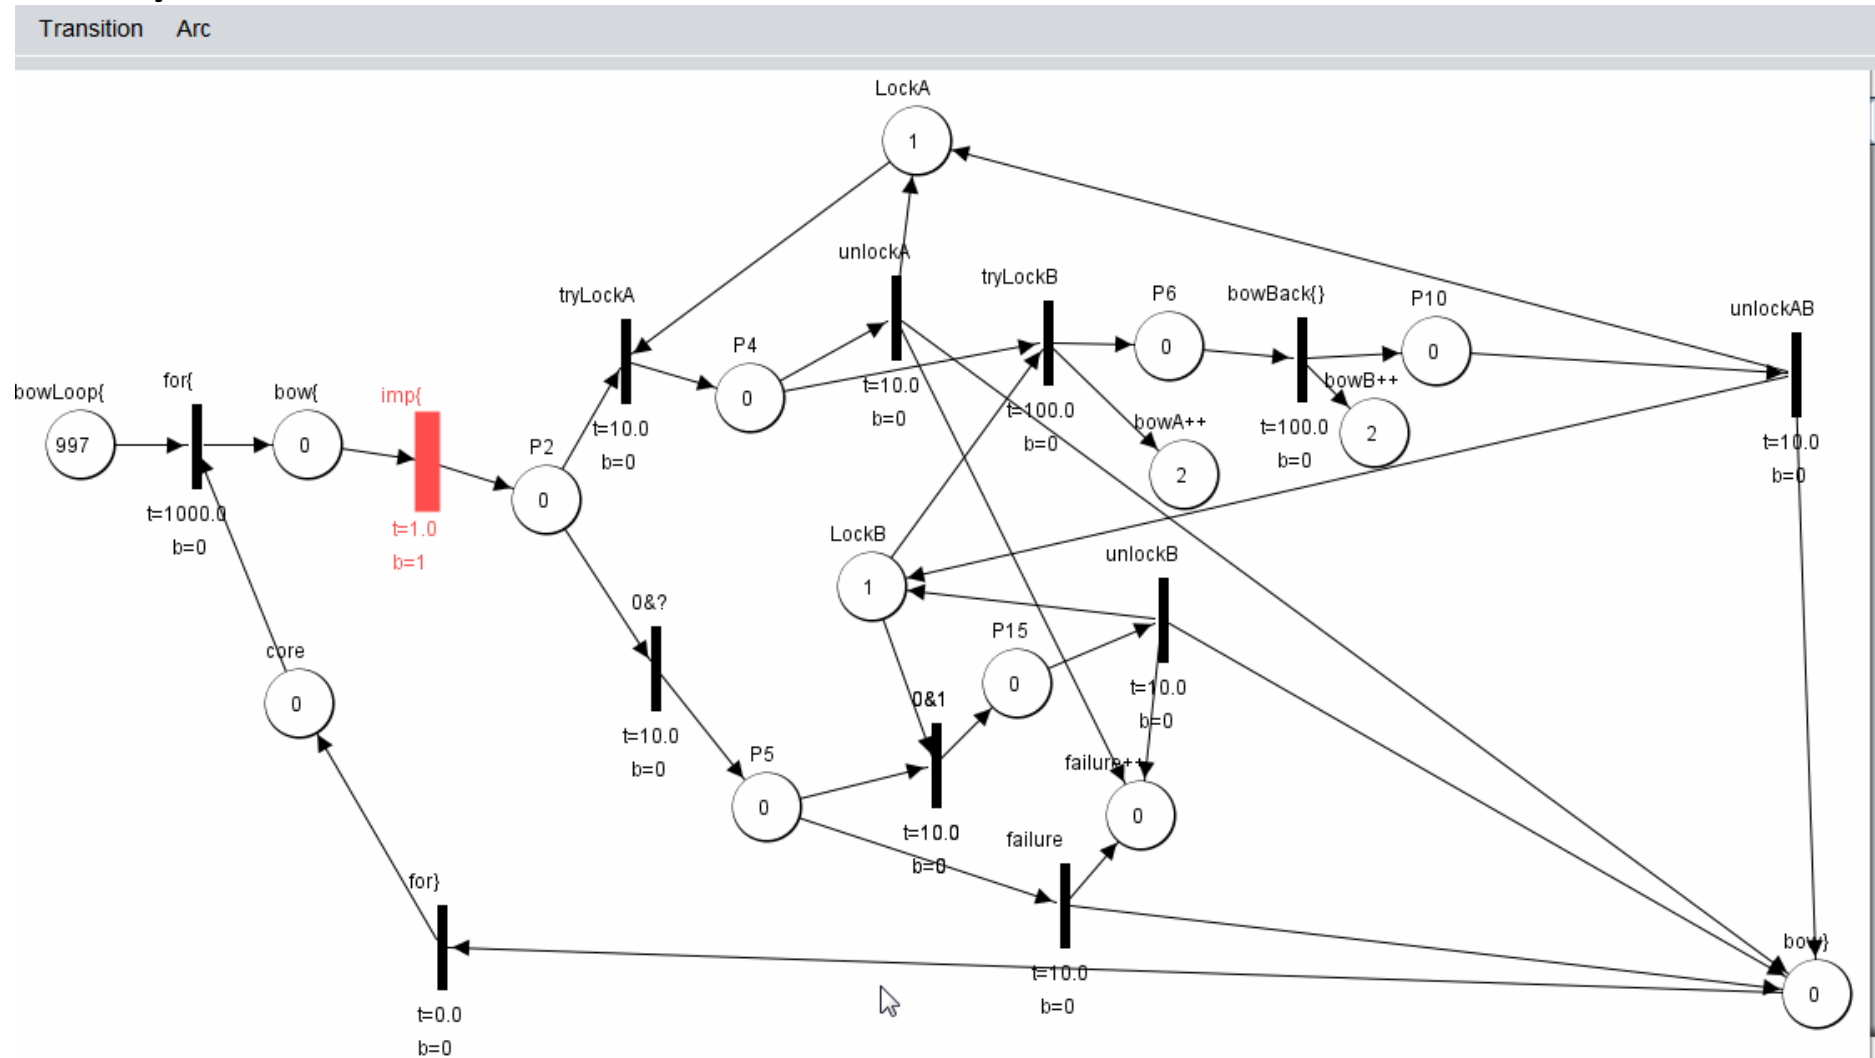 Transition Arc
LockA
1
unlockA
tryLockB
P6
bowBack{}
P10
unlockAB
tryLockA
P4
0
0
0
t=10.0
b=0
bowB++
bowLoop{
for{
bow{
imp{
t=10.0
b=0
t=100.0
b=0
bowA++
t=100.0
b=0
2
t=10.0
b=0
997
0
P2
0
2
t=1000.0
b=0
t=1.0
b=1
LockB
1
unlockB
0&?
P15
0
core
0
t=10.0
b=0
0&1
t=10.0
b=0
P5
0
failure++
0
t=10.0
b=0
failure
for}
bow}
t=10.0
b=0
0
t=0.0
b=0